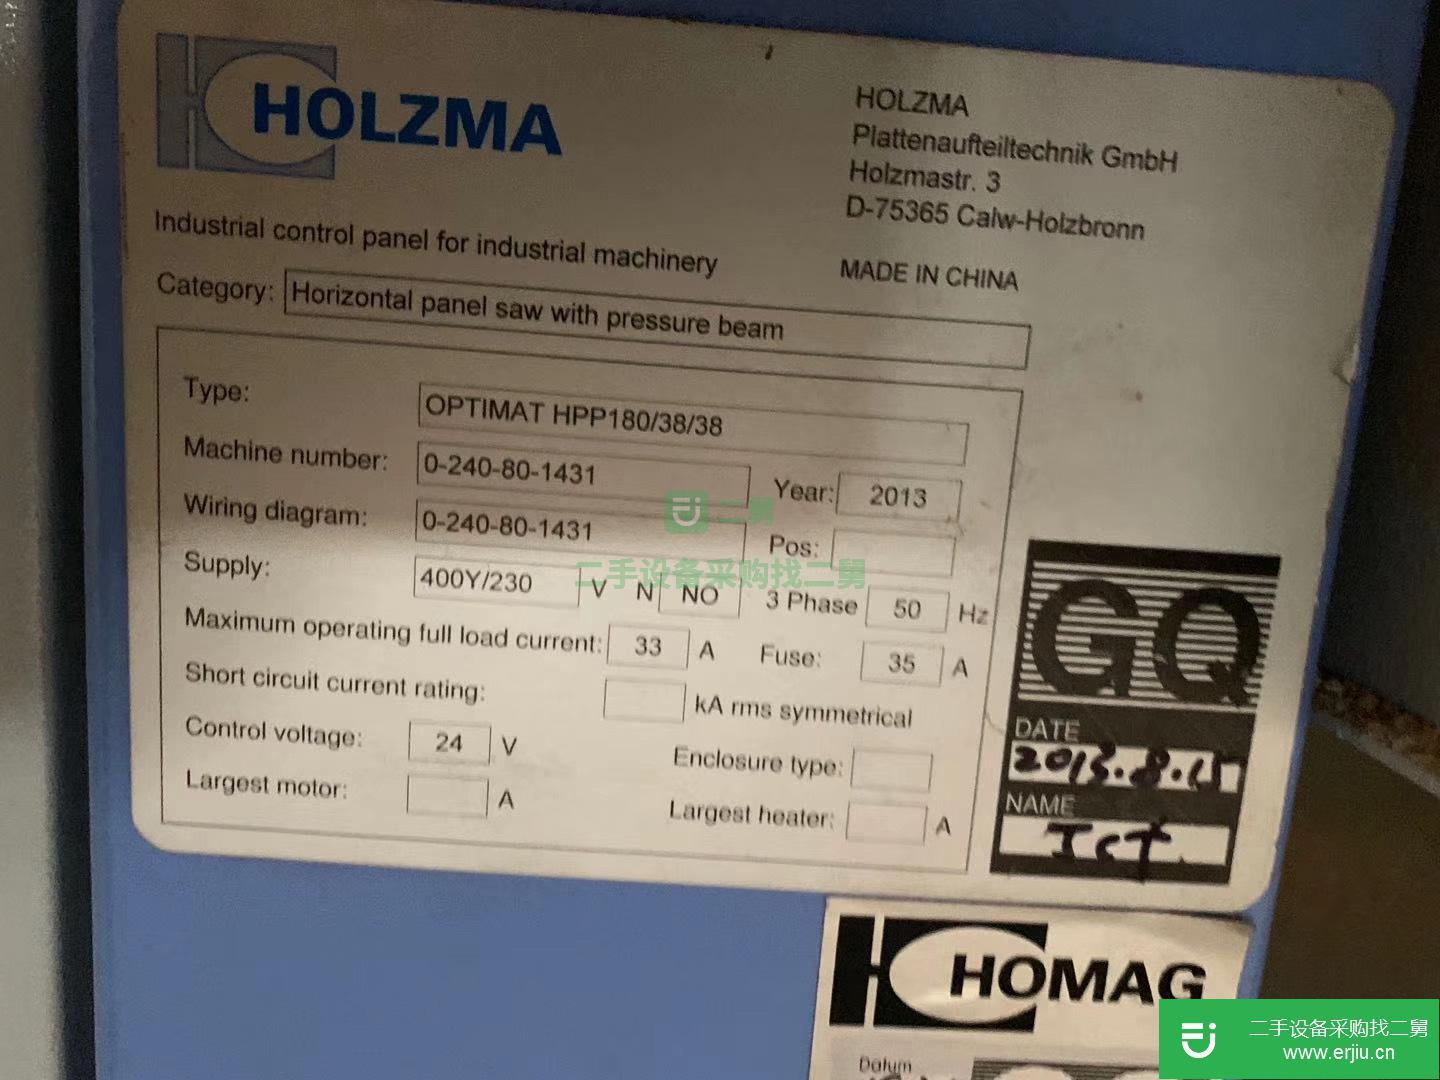 HOLZMA
HOLZMA
Plattenaufteiltechnik GmbH
Holzmastr. 3
D-75365 Calw-Holzbronn
Industrial control panel for industrial machinery
MADE IN CHINA
Category: Horizontal panel saw with pressure beam
Type: OPTIMAT HPP180/38/38
Machine number: 0-240-80-1431 Year: 2013
Wiring diagram: 0-240-80-1431 Pos:
Supply: 400Y/230 V N NO 3 Phase 50 Hz
Maximum operating full load current: 33 A Fuse: 35 A
Short circuit current rating: kA rms symmetrical
Control voltage: 24 V Enclosure type:
Largest motor: A Largest heater: A
GQ
DATE
2013.8.15
NAME
二舅
二手设备采购找二舅
HOMAG
Datum
二手设备采购找二舅
www.erjiu.cn